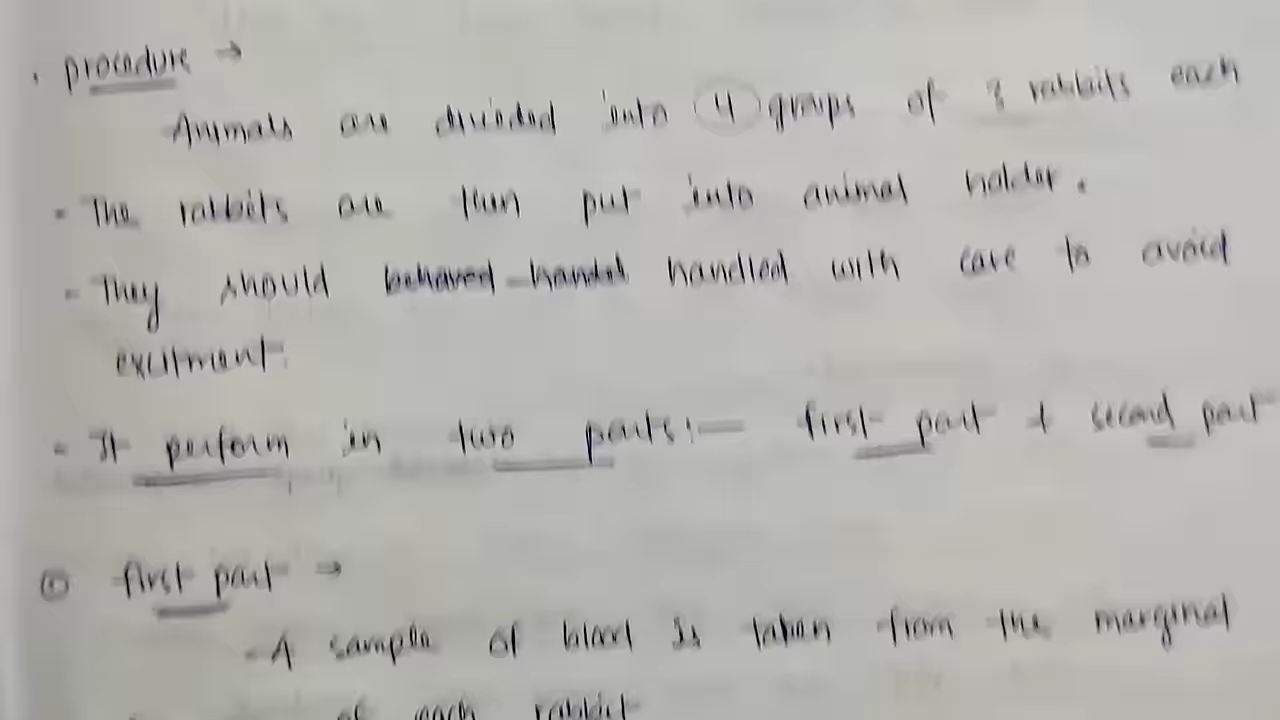 . procedure →
Animals are divided into 4 groups of 3 rabbits each
- The rabbits are then put into animal holder.
- They should behaved handel handled with care to avoid
excitment.
- It perform in two parts:— first part & second part
① first part →
- A sample of blood is taken from the marginal
of each rabbit